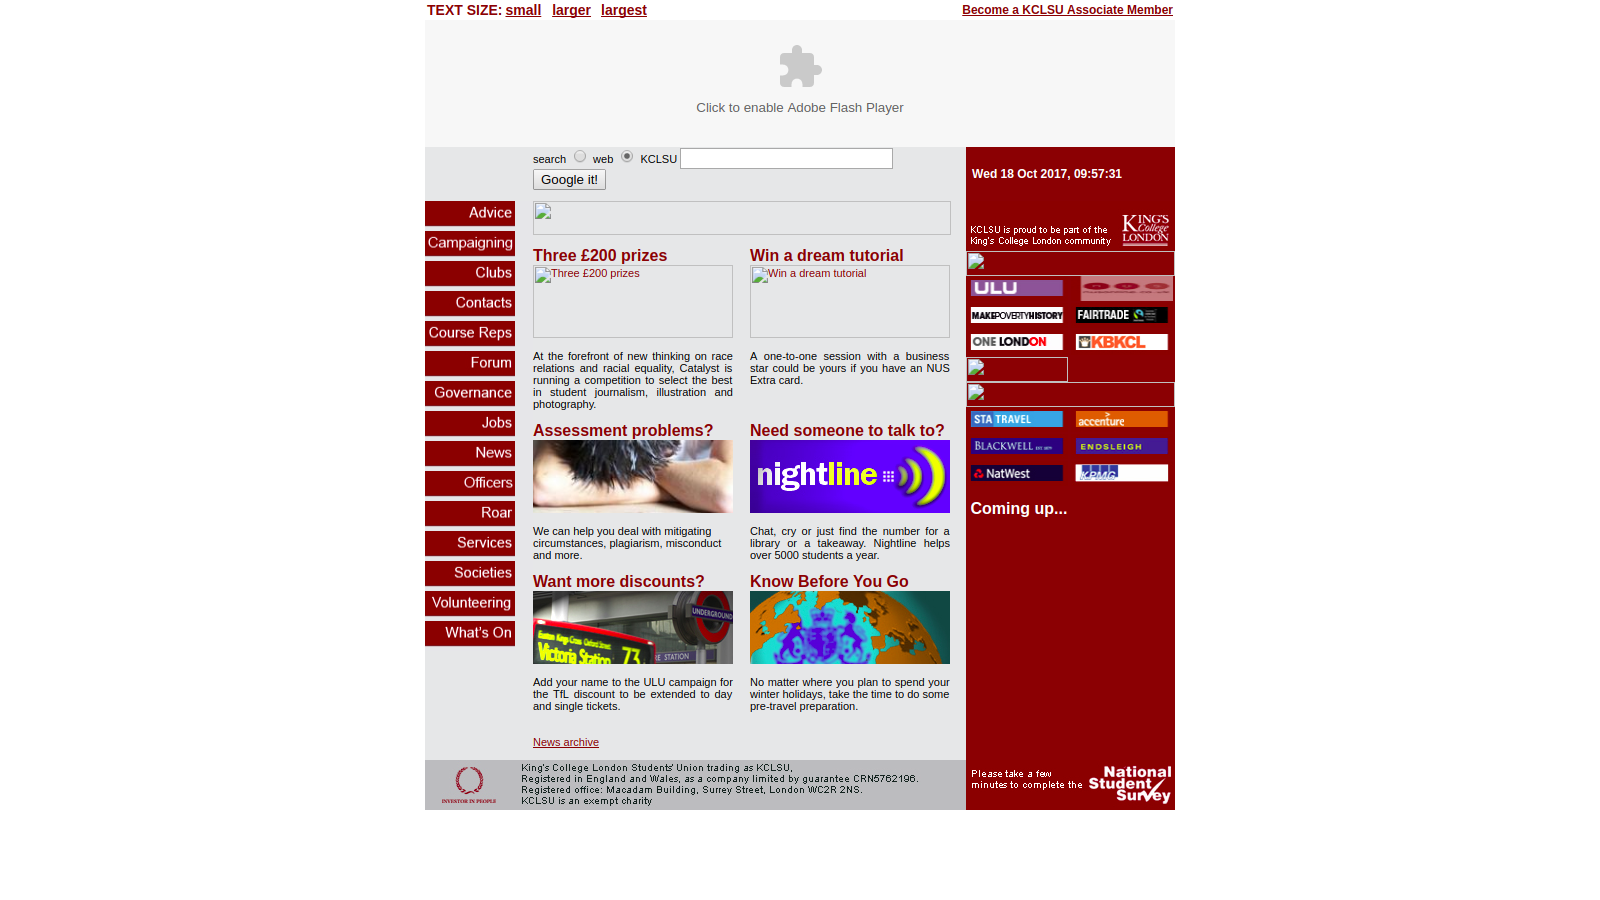 TEXT SIZE: small larger largest
Become a KCLSU Associate Member
Click to enable Adobe Flash Player
search web KCLSU
Google it!
Wed 18 Oct 2017, 09:57:31
Advice
Campaigning
Clubs
Contacts
Course Reps
Forum
Governance
Jobs
News
Officers
Roar
Services
Societies
Volunteering
What's On
Three £200 prizes
Three £200 prizes
At the forefront of new thinking on race
relations and racial equality, Catalyst is
running a competition to select the best
in student journalism, illustration and
photography.
Win a dream tutorial
Win a dream tutorial
A one-to-one session with a business
star could be yours if you have an NUS
Extra card.
Assessment problems?
We can help you deal with mitigating
circumstances, plagiarism, misconduct
and more.
Need someone to talk to?
nightline
Chat, cry or just find the number for a
library or a takeaway. Nightline helps
over 5000 students a year.
Want more discounts?
UNDERGROUND
Euston Kings Cross Oxford Street
Victoria Station 73
STATION
Add your name to the ULU campaign for
the TfL discount to be extended to day
and single tickets.
Know Before You Go
No matter where you plan to spend your
winter holidays, take the time to do some
pre-travel preparation.
News archive
KCLSU is proud to be part of the
King's College London community
KING'S
College
LONDON
ULU
MAKEPOVERTYHISTORY
FAIRTRADE
ONE LONDON
KBKCL
STA TRAVEL
accenture
BLACKWELL
ENDSLEIGH
NatWest
KPMG
Coming up...
INVESTOR IN PEOPLE
King's College London Students' Union trading as KCLSU,
Registered in England and Wales, as a company limited by guarantee CRN5762196.
Registered office: Macadam Building, Surrey Street, London WC2R 2NS.
KCLSU is an exempt charity
Please take a few
minutes to complete the
National
Student
Survey